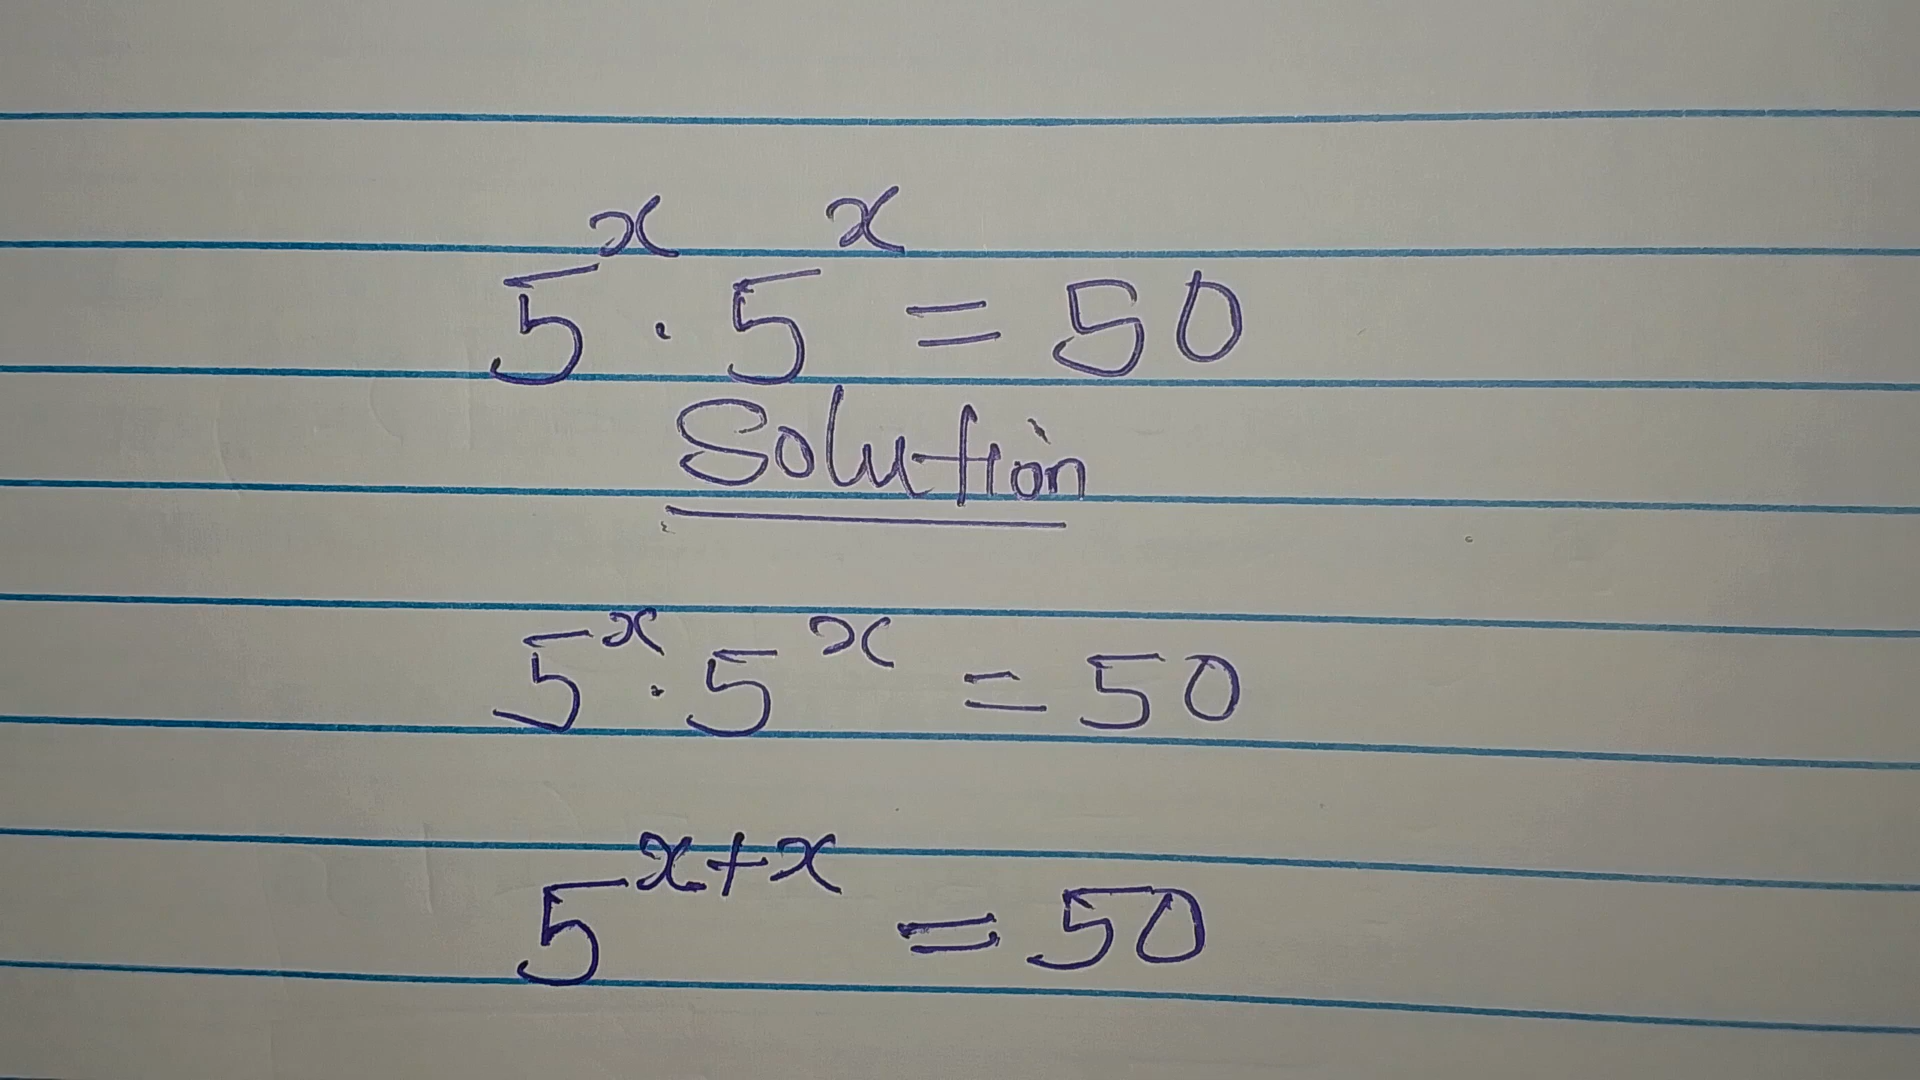 5^x · 5^x = 50
Solution
5^x · 5^x = 50
5^x+x = 50